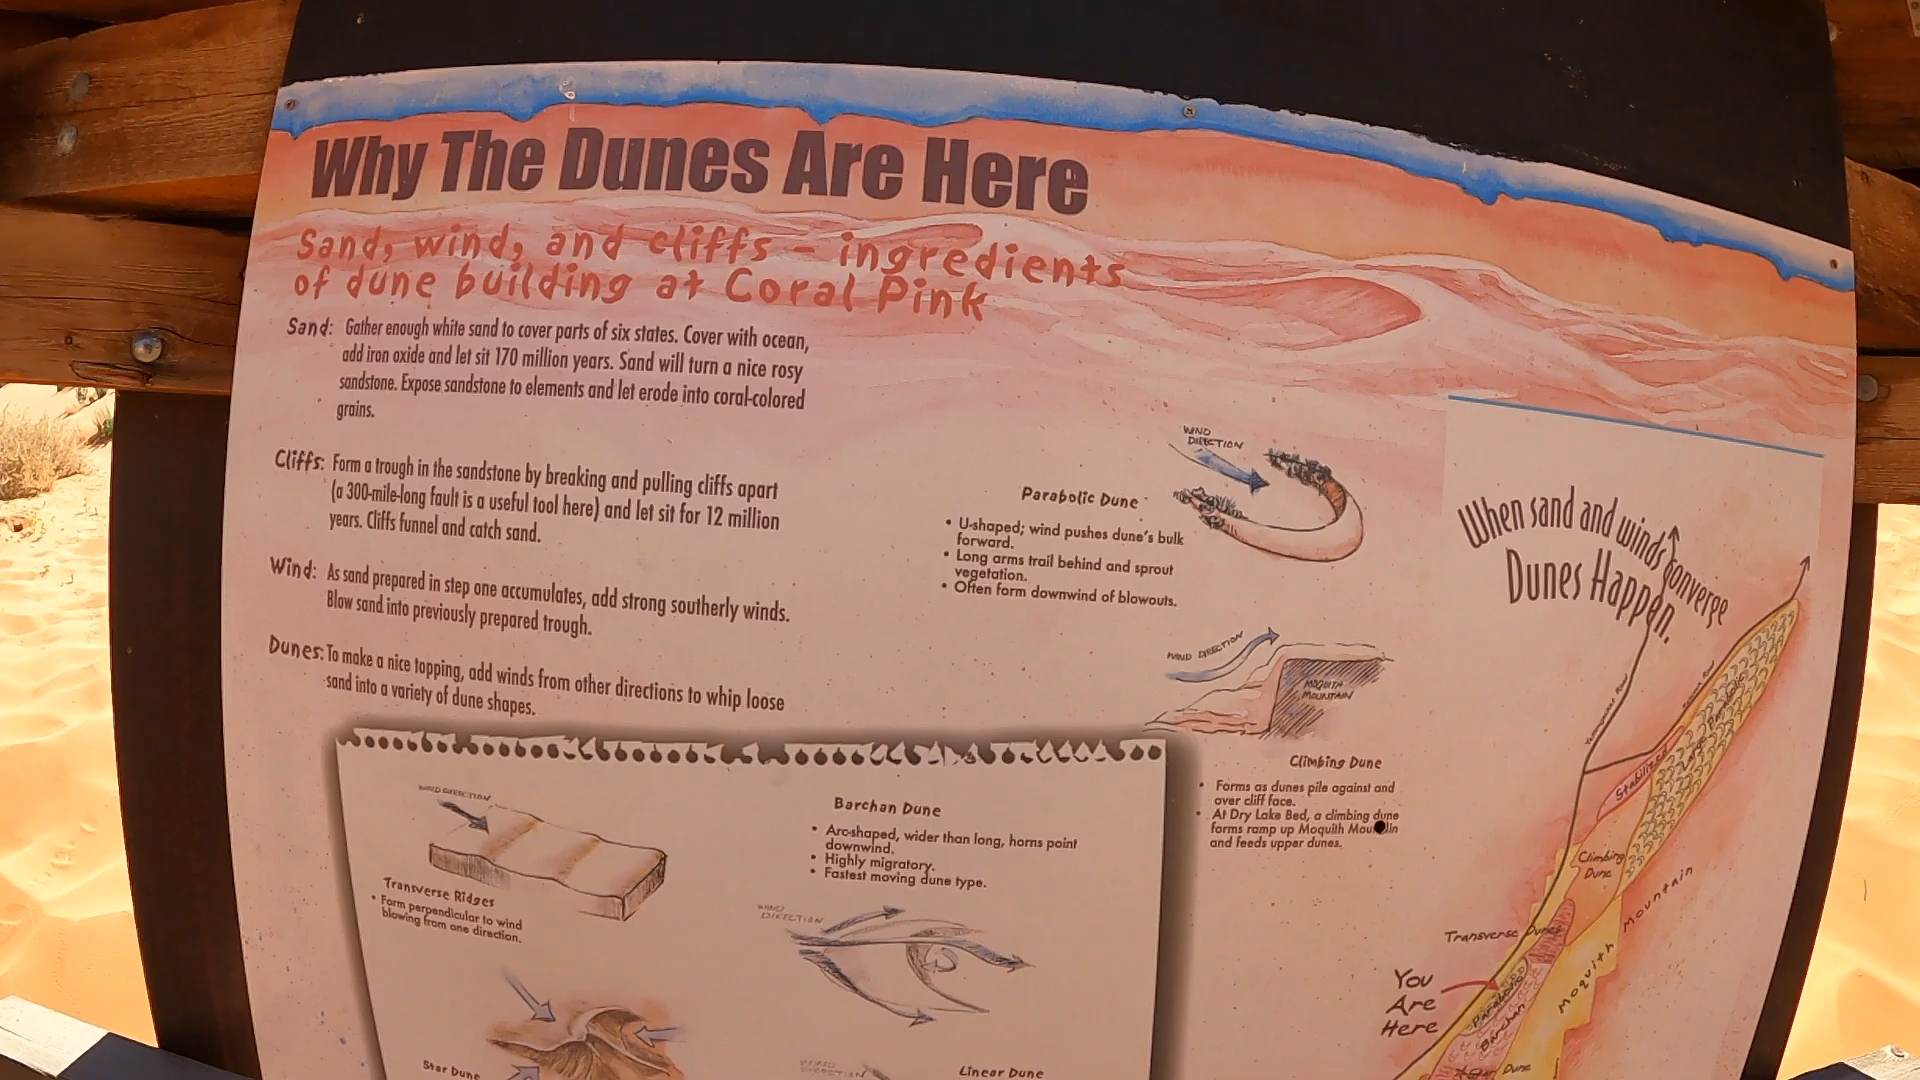 Why The Dunes Are Here
Sand, wind, and cliffs - ingredients
of dune building at Coral Pink
Sand: Gather enough white sand to cover parts of six states. Cover with ocean,
add iron oxide and let sit 170 million years. Sand will turn a nice rosy
sandstone. Expose sandstone to elements and let erode into coral-colored
grains.
Cliffs: Form a trough in the sandstone by breaking and pulling cliffs apart
(a 300-mile-long fault is a useful tool here) and let sit for 12 million
years. Cliffs funnel and catch sand.
Wind: As sand prepared in step one accumulates, add strong southerly winds.
Blow sand into previously prepared trough.
Dunes: To make a nice topping, add winds from other directions to whip loose
sand into a variety of dune shapes.
WIND
DIRECTION
Parabolic Dune
• U-shaped; wind pushes dune's bulk
forward.
• Long arms trail behind and sprout
vegetation.
• Often form downwind of blowouts.
WIND DIRECTION
MOQUITH
MOUNTAIN
Climbing Dune
• Forms as dunes pile against and
over cliff face.
• At Dry Lake Bed, a climbing dune
forms ramp up Moquith
and feeds upper dunes.
WIND DIRECTION
Transverse Ridges
• Form perpendicular to wind
blowing from one direction.
Barchan Dune
• Arc-shaped, wider than long, horns point
downwind.
• Highly migratory.
• Fastest moving dune type.
WIND
DIRECTION
Star Dune
WIND
DIRECTION
Linear Dune
When sand and winds converge
Dunes Happen.
Stabilized
Large Parabolic
Climbing
Dune
Transverse Dunes
Moquith Mountain
You
Are
Here
Parabolic
Barchan
Star Dune